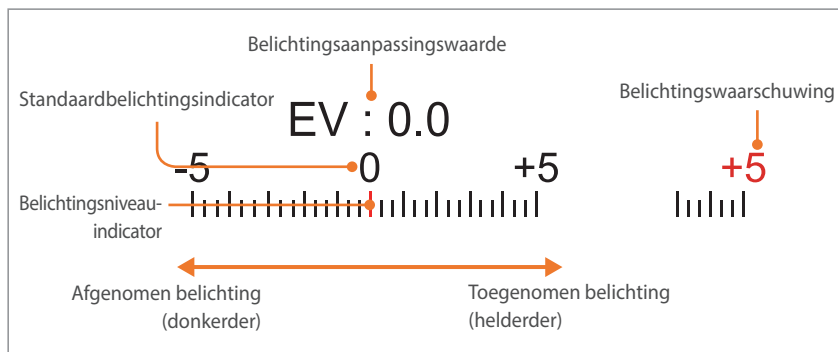 Belichtingsaanpassingswaarde
Standaardbelichtingsindicator
Belichtingswaarschuwing
EV : 0.0
-5 0 +5 +5
Belichtingsniveau-
indicator
Afgenomen belichting
(donkerder)
Toegenomen belichting
(helderder)